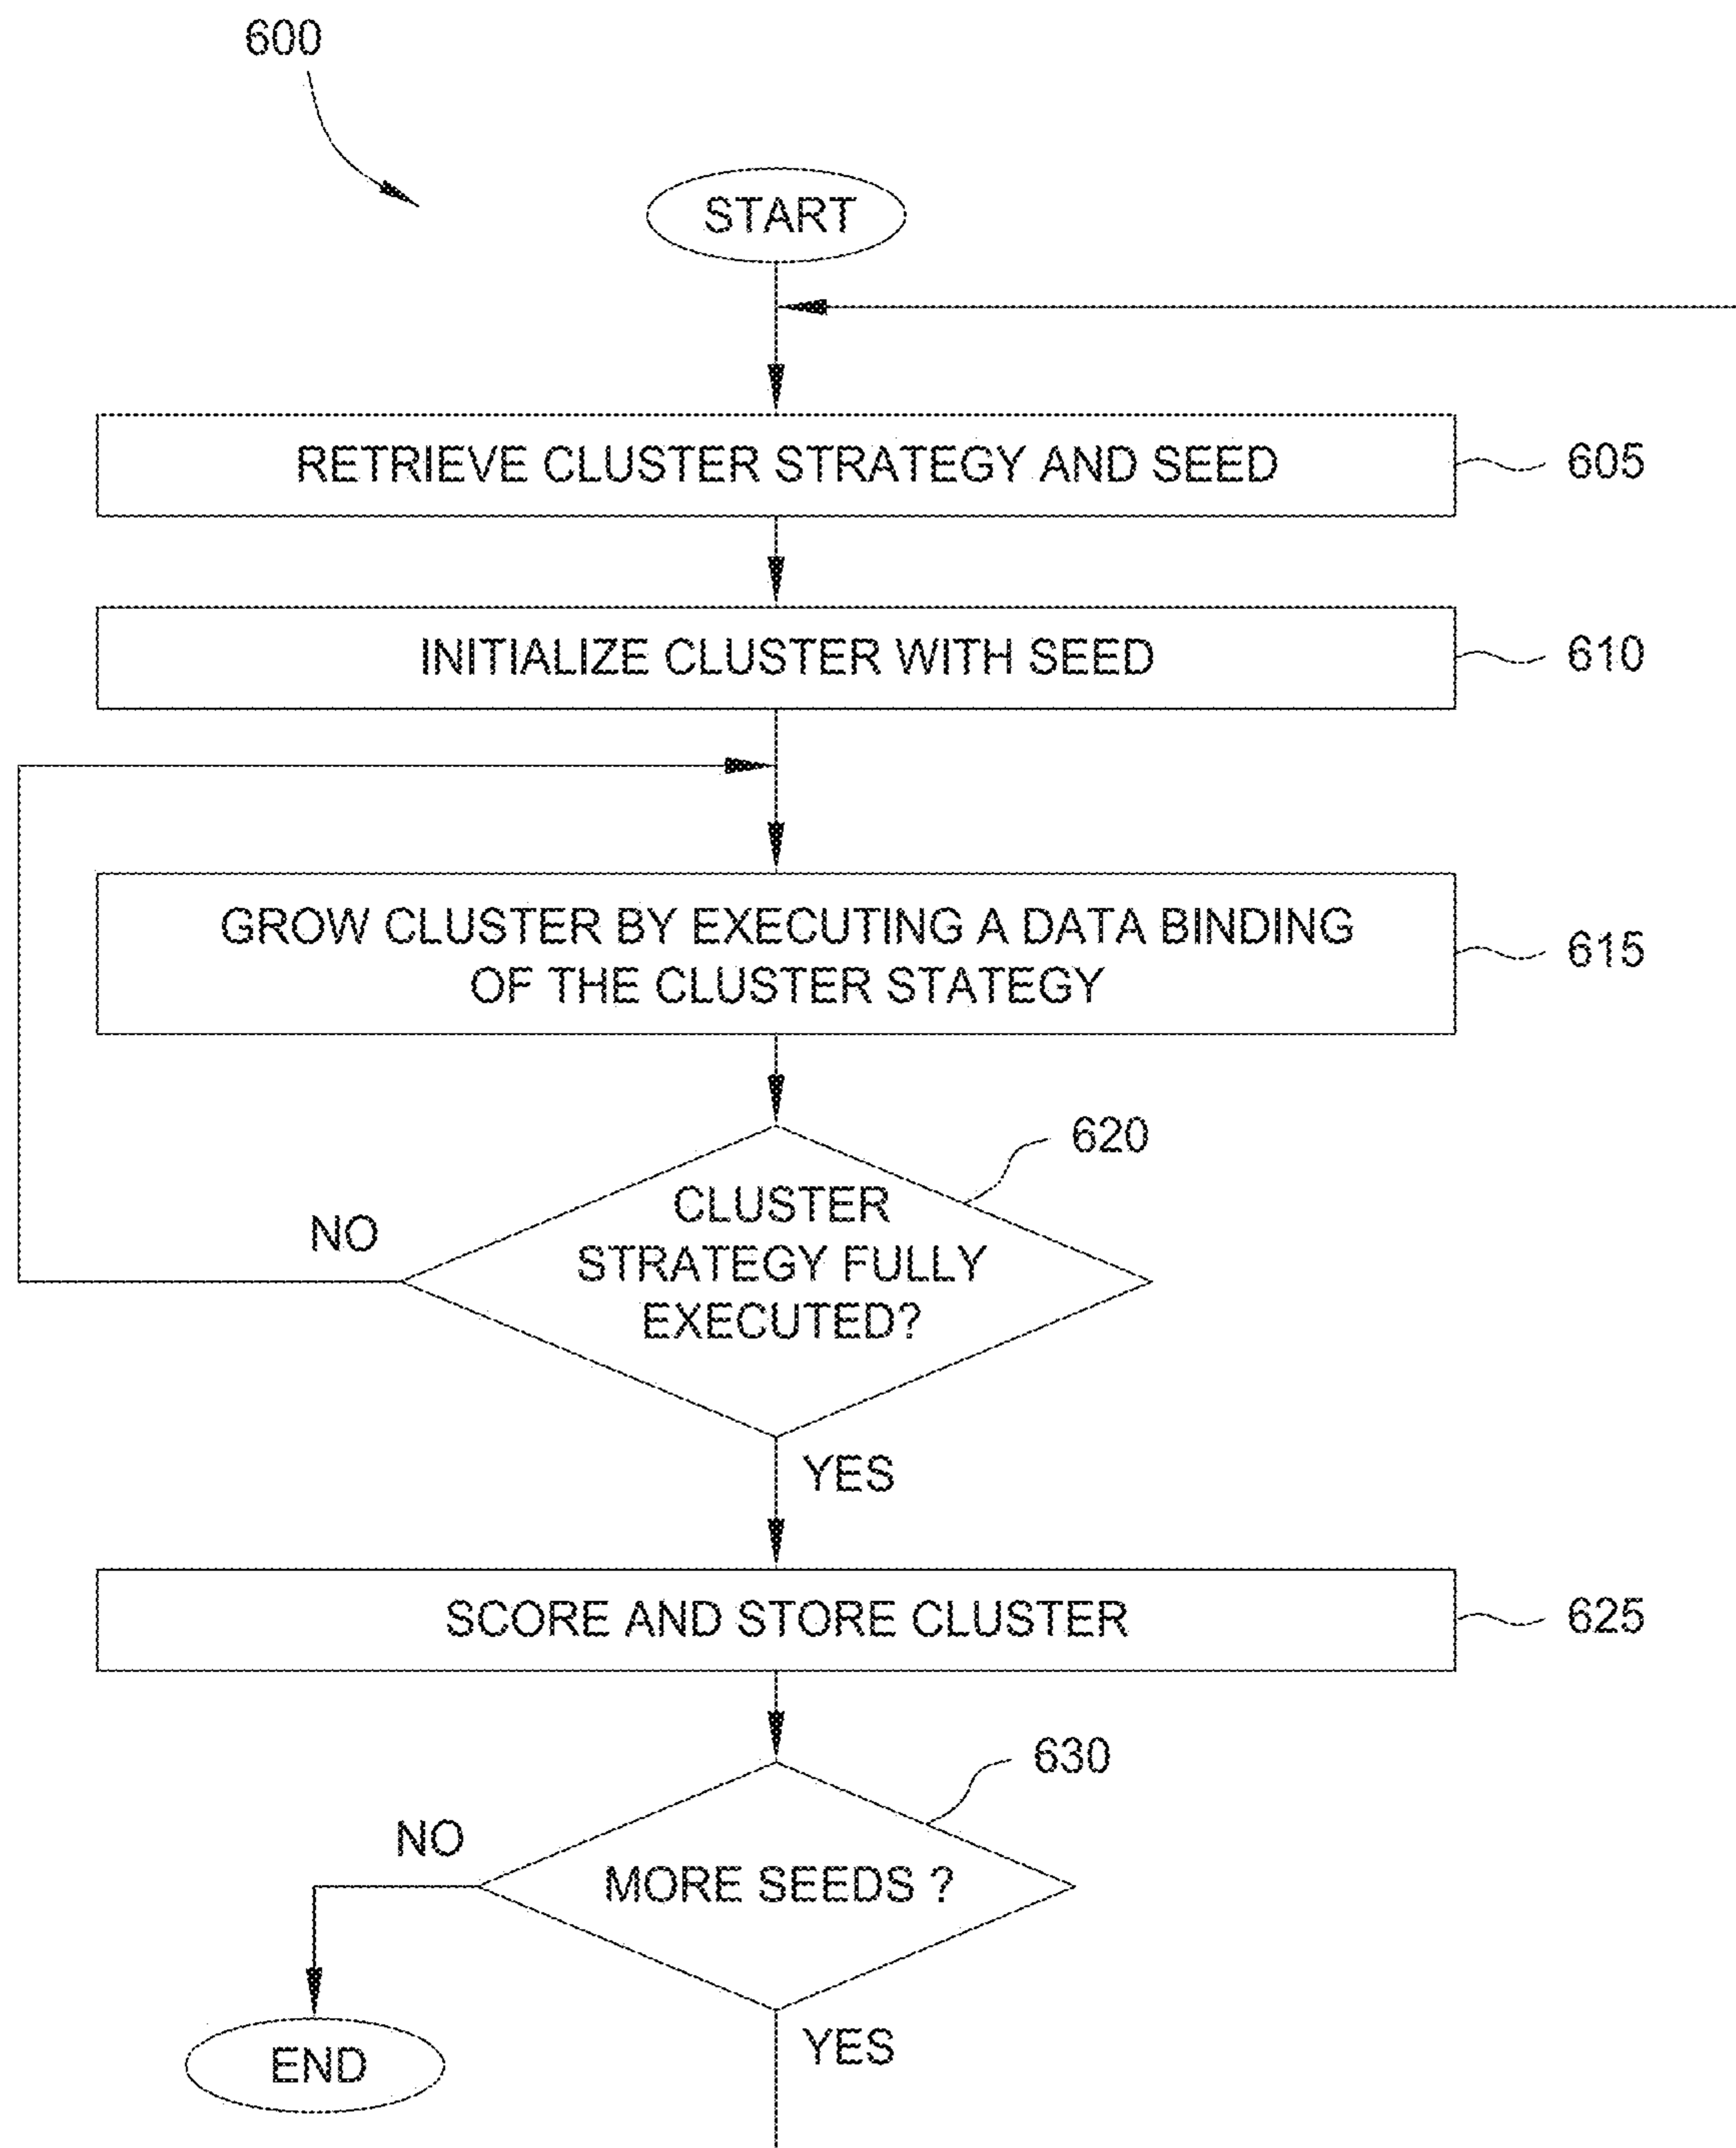 600
START
RETRIEVE CLUSTER STRATEGY AND SEED
605
INITIALIZE CLUSTER WITH SEED
610
GROW CLUSTER BY EXECUTING A DATA BINDING
OF THE CLUSTER STATEGY
615
620
CLUSTER
STRATEGY FULLY
EXECUTED?
NO
YES
SCORE AND STORE CLUSTER
625
630
MORE SEEDS ?
NO
YES
END